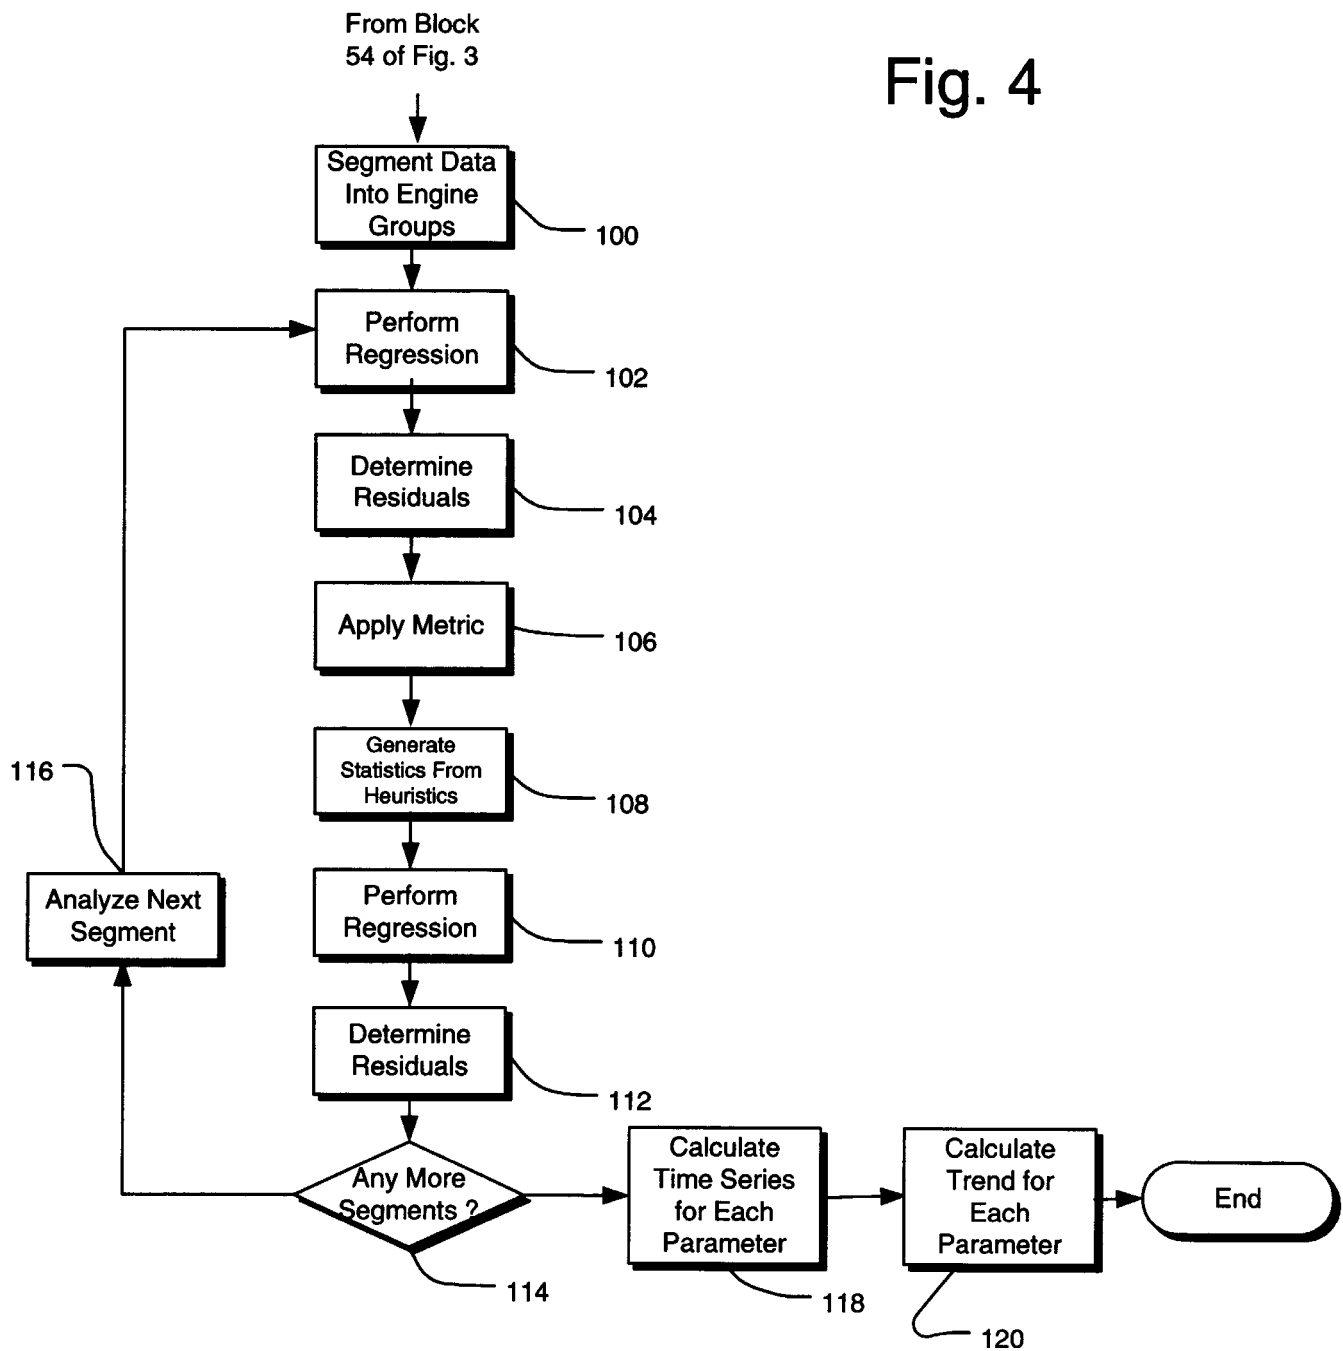 From Block
54 of Fig. 3
Fig. 4
Segment Data
Into Engine
Groups
100
Perform
Regression
102
Determine
Residuals
104
Apply Metric
106
Generate
Statistics From
Heuristics
108
116
Analyze Next
Segment
Perform
Regression
110
Determine
Residuals
112
Any More
Segments ?
114
Calculate
Time Series
for Each
Parameter
118
Calculate
Trend for
Each
Parameter
120
End